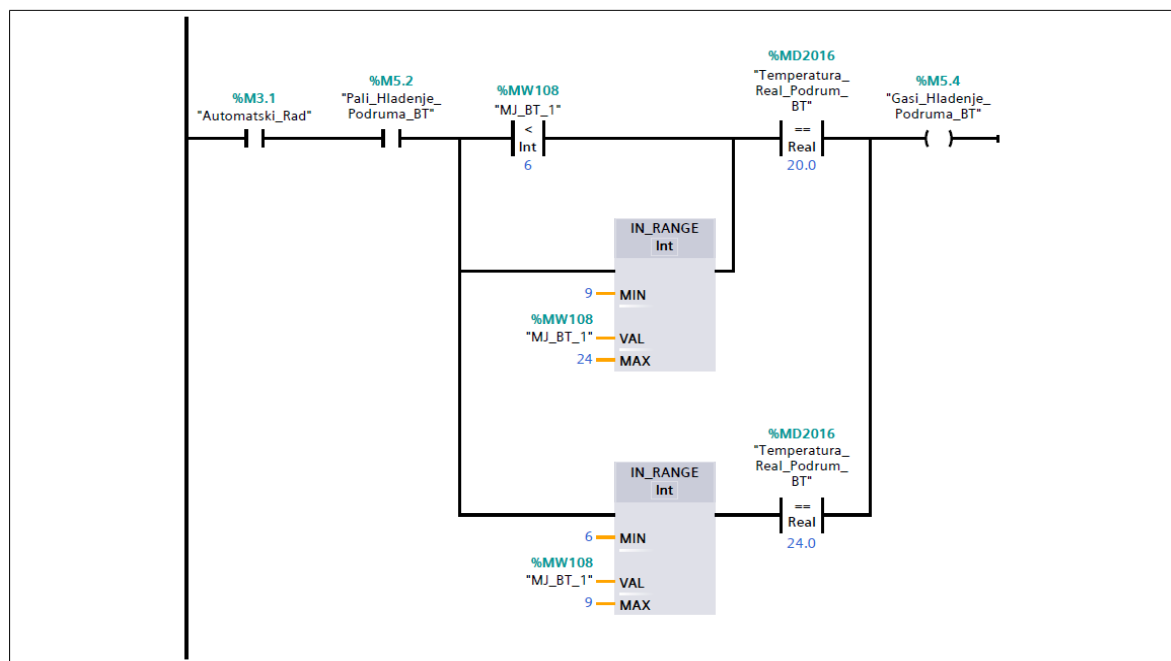 %M3.1
"Automatski_Rad"
%M5.2
"Pali_Hladenje_
Podruma_BT"
%MW108
"MJ_BT_1"
<
Int
6
%MD2016
"Temperatura_
Real_Podrum_
BT"
==
Real
20.0
%M5.4
"Gasi_Hladenje_
Podruma_BT"
IN_RANGE
Int
9
MIN
%MW108
"MJ_BT_1"
VAL
24
MAX
IN_RANGE
Int
6
MIN
%MW108
"MJ_BT_1"
VAL
9
MAX
%MD2016
"Temperatura_
Real_Podrum_
BT"
==
Real
24.0